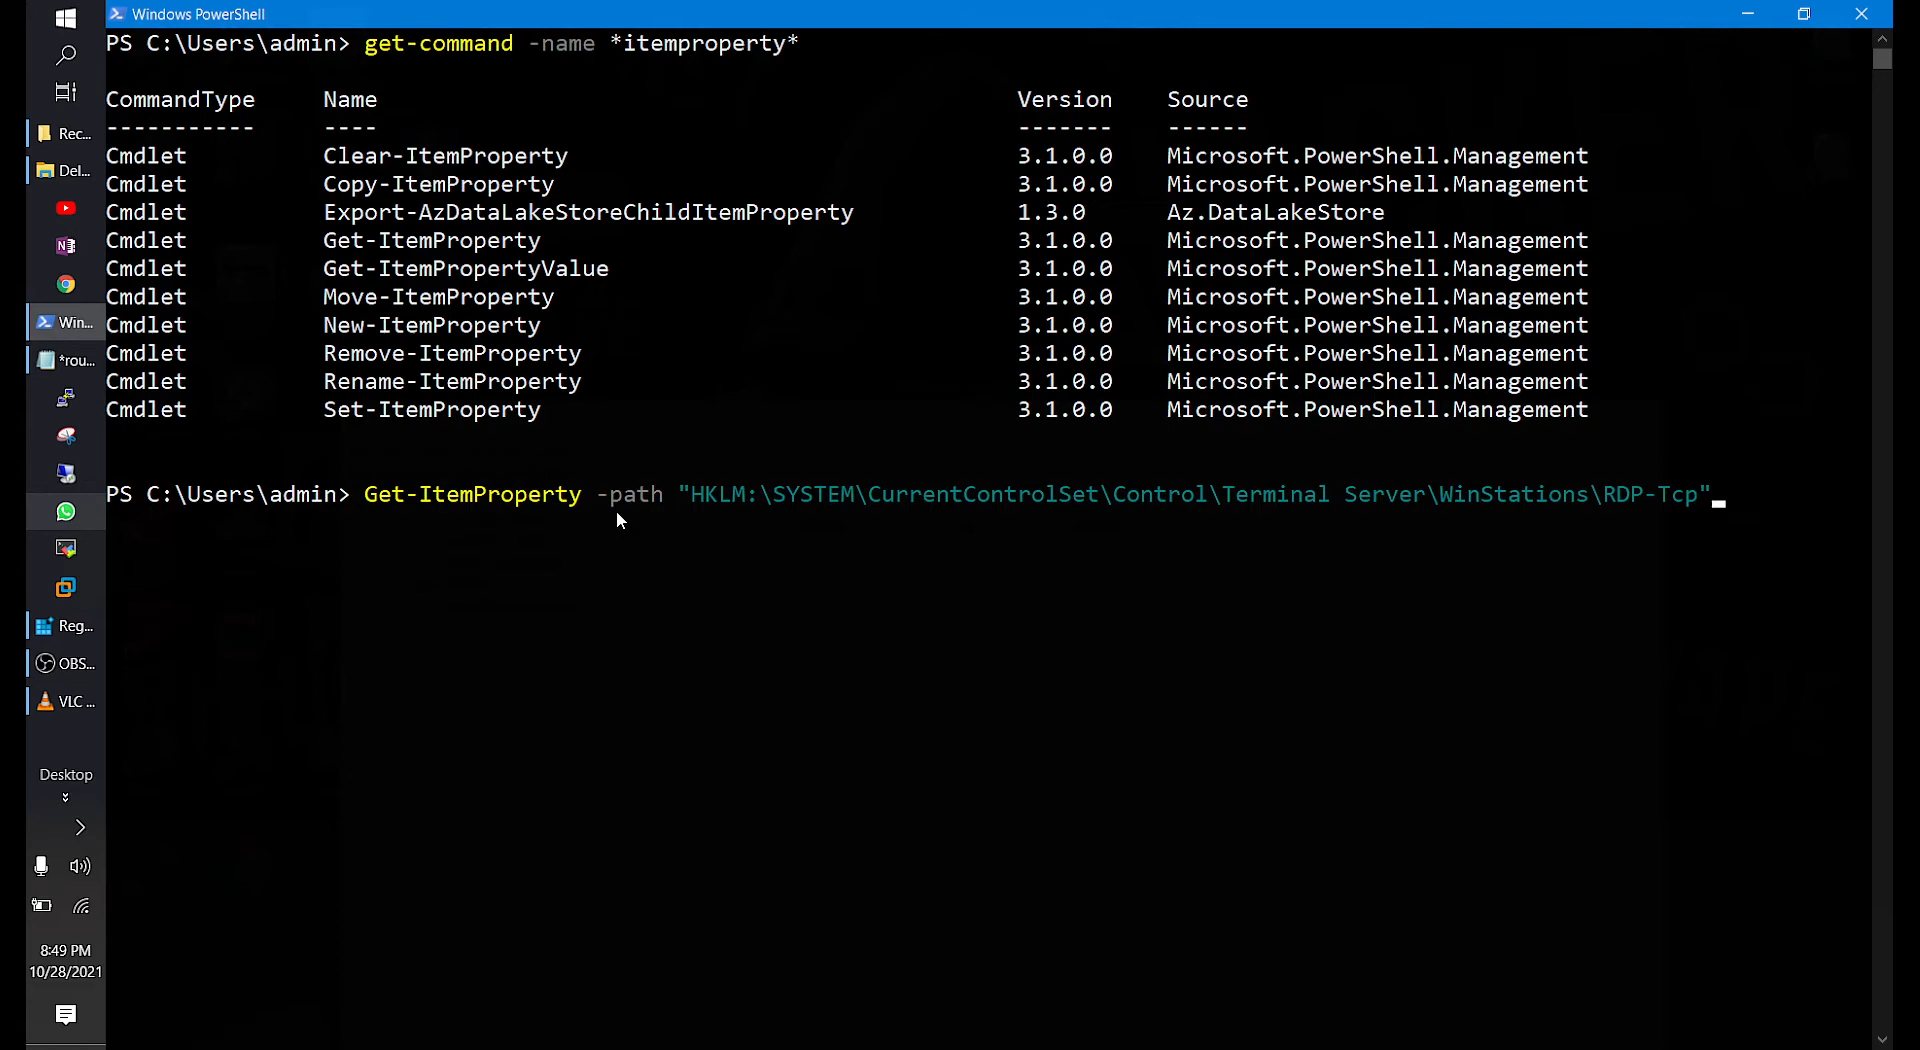 Windows PowerShell
PS C:\Users\admin> get-command -name *itemproperty*
CommandType Name Version Source
----------- ---- ------- ------
Cmdlet Clear-ItemProperty 3.1.0.0 Microsoft.PowerShell.Management
Cmdlet Copy-ItemProperty 3.1.0.0 Microsoft.PowerShell.Management
Cmdlet Export-AzDataLakeStoreChildItemProperty 1.3.0 Az.DataLakeStore
Cmdlet Get-ItemProperty 3.1.0.0 Microsoft.PowerShell.Management
Cmdlet Get-ItemPropertyValue 3.1.0.0 Microsoft.PowerShell.Management
Cmdlet Move-ItemProperty 3.1.0.0 Microsoft.PowerShell.Management
Cmdlet New-ItemProperty 3.1.0.0 Microsoft.PowerShell.Management
Cmdlet Remove-ItemProperty 3.1.0.0 Microsoft.PowerShell.Management
Cmdlet Rename-ItemProperty 3.1.0.0 Microsoft.PowerShell.Management
Cmdlet Set-ItemProperty 3.1.0.0 Microsoft.PowerShell.Management
PS C:\Users\admin> Get-ItemProperty -path "HKLM:\SYSTEM\CurrentControlSet\Control\Terminal Server\WinStations\RDP-Tcp"
Rec...
Del...
N
Win...
*rou...
Reg...
OBS...
VLC ...
Desktop
8:49 PM
10/28/2021